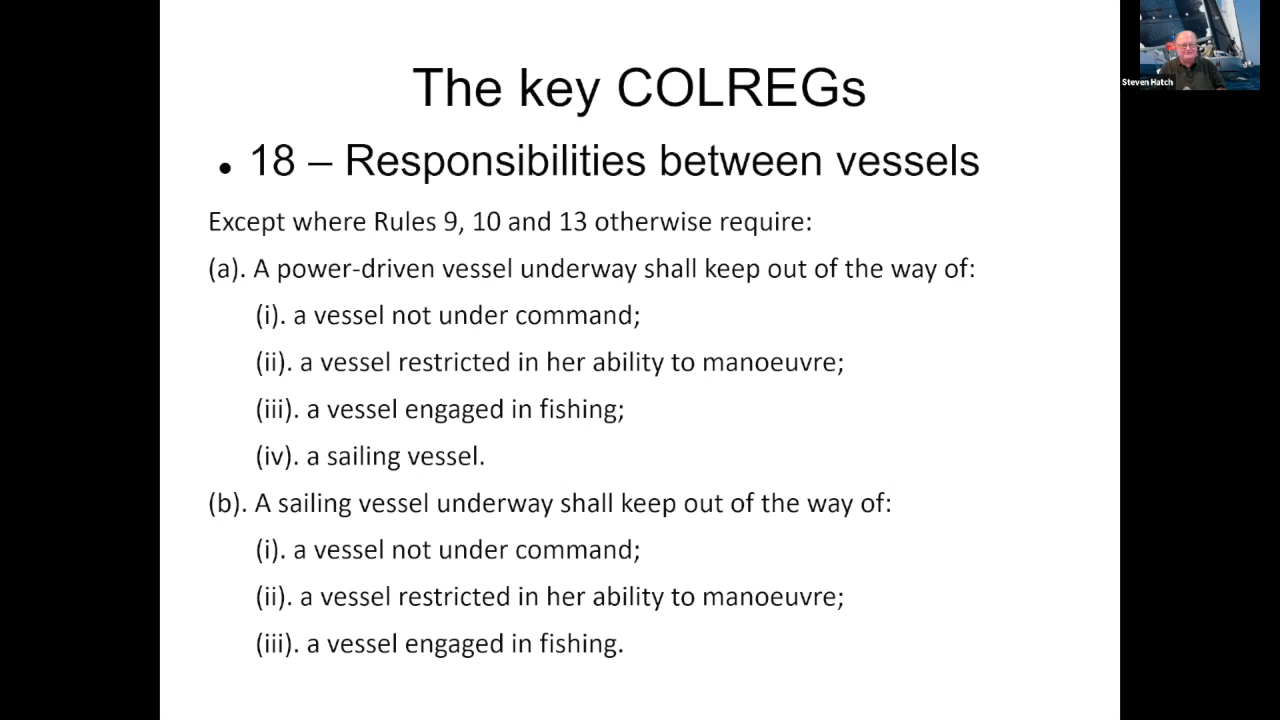 The key COLREGs
• 18 – Responsibilities between vessels
Except where Rules 9, 10 and 13 otherwise require:
(a). A power-driven vessel underway shall keep out of the way of:
(i). a vessel not under command;
(ii). a vessel restricted in her ability to manoeuvre;
(iii). a vessel engaged in fishing;
(iv). a sailing vessel.
(b). A sailing vessel underway shall keep out of the way of:
(i). a vessel not under command;
(ii). a vessel restricted in her ability to manoeuvre;
(iii). a vessel engaged in fishing.
Steven Hatch